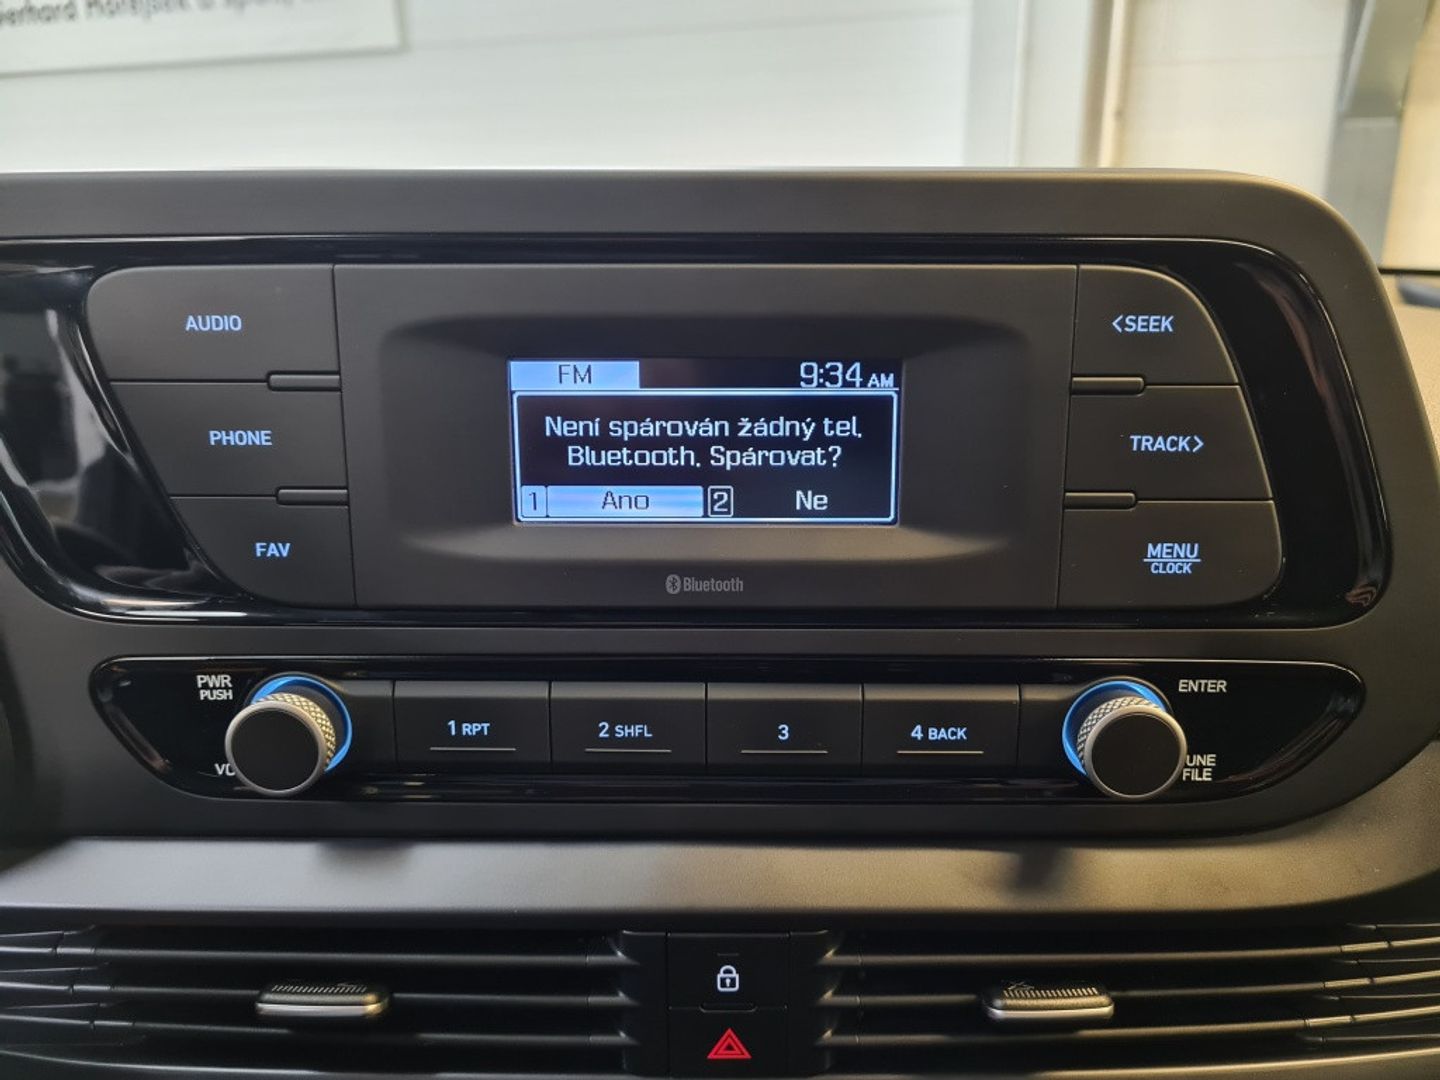 AUDIO
PHONE
FAV
FM 9:34 AM
Není spárován žádný tel.
Bluetooth. Spárovat?
1 Ano 2 Ne
Bluetooth
<SEEK
TRACK>
MENU
CLOCK
PWR
PUSH
1 RPT
2 SHFL
3
4 BACK
ENTER
FILE